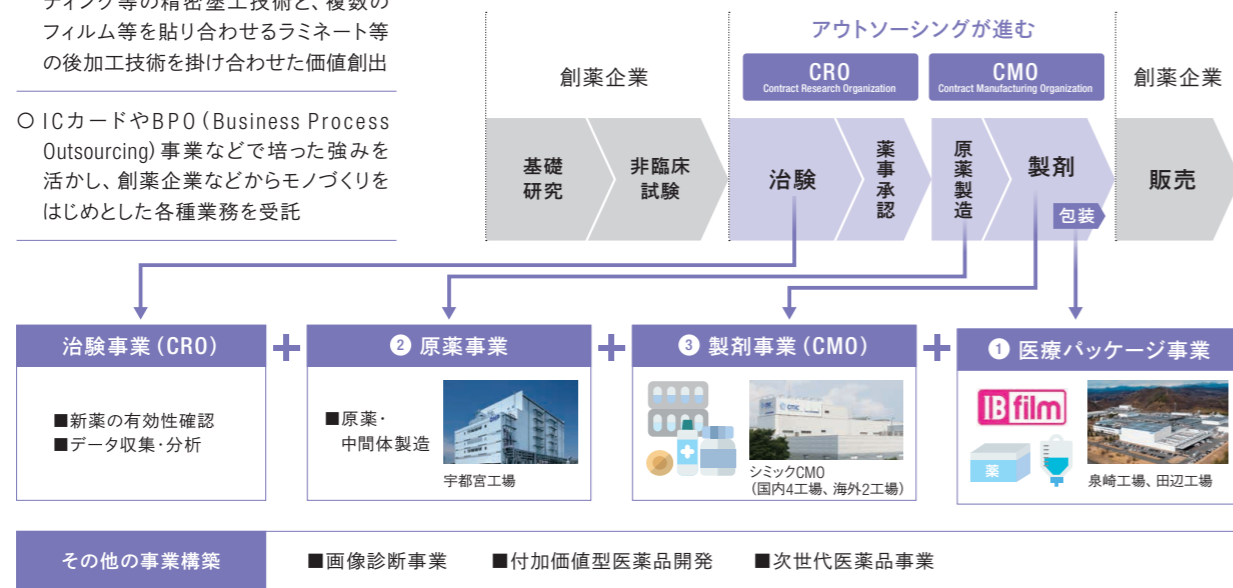 ティング等の精密塗工技術と、複数の
フィルム等を貼り合わせるラミネート等
の後加工技術を掛け合わせた価値創出
○ ICカードやBPO（Business Process
Outsourcing）事業などで培った強みを
活かし、創薬企業などからモノづくりを
はじめとした各種業務を受託
アウトソーシングが進む
創薬企業
CRO
Contract Research Organization
CMO
Contract Manufacturing Organization
創薬企業
基礎
研究
非臨床
試験
治験
薬事承認
原薬製造
製剤
包装
販売
治験事業（CRO）
■新薬の有効性確認
■データ収集・分析
+
❷ 原薬事業
■原薬・
中間体製造
宇都宮工場
+
❸ 製剤事業（CMO）
CMIC
シミックCMO
（国内4工場、海外2工場）
+
❶ 医療パッケージ事業
IB film
薬
泉崎工場、田辺工場
その他の事業構築
■画像診断事業
■付加価値型医薬品開発
■次世代医薬品事業